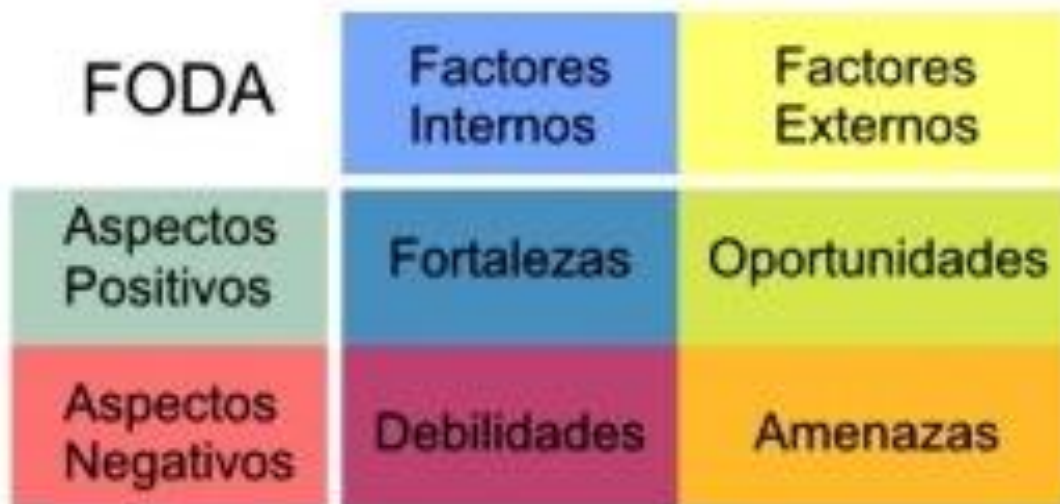 FODA
Factores
Internos
Factores
Externos
Aspectos
Positivos
Fortalezas
Oportunidades
Aspectos
Negativos
Debilidades
Amenazas